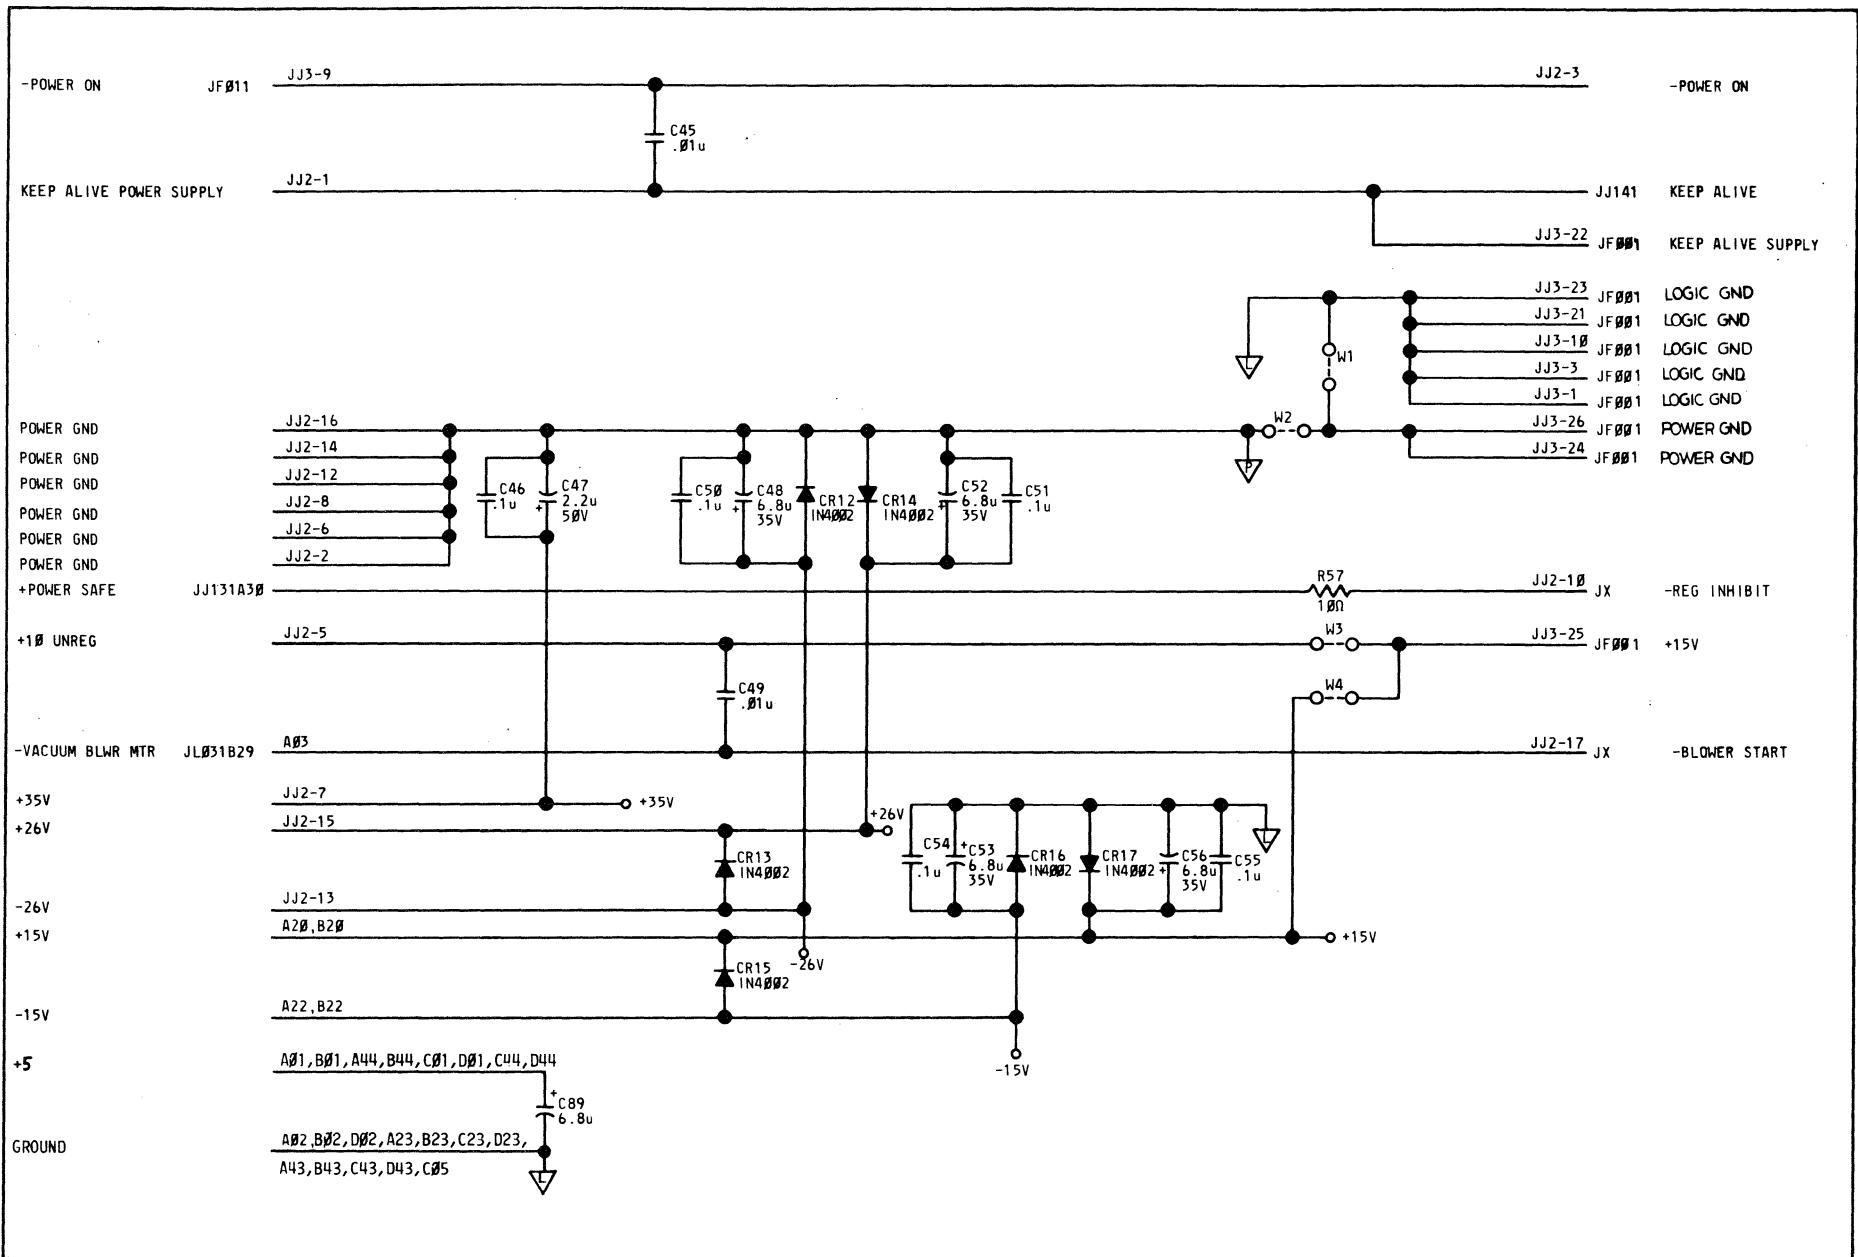 -POWER ON JFØ11 JJ3-9 JJ2-3 -POWER ON
C45
.Ø1u
KEEP ALIVE POWER SUPPLY JJ2-1 JJ141 KEEP ALIVE
JJ3-22 JFØØ1 KEEP ALIVE SUPPLY
JJ3-23 JFØØ1 LOGIC GND
JJ3-21 JFØØ1 LOGIC GND
JJ3-1Ø JFØØ1 LOGIC GND
JJ3-3 JFØØ1 LOGIC GND
JJ3-1 JFØØ1 LOGIC GND
L W1
POWER GND JJ2-16 W2 JJ3-26 JFØØ1 POWER GND
POWER GND JJ2-14 P JJ3-24 JFØØ1 POWER GND
POWER GND JJ2-12
POWER GND JJ2-8
POWER GND JJ2-6
POWER GND JJ2-2
C46
.1u
C47
2.2u
+ 5ØV
C5Ø
.1u
C48
6.8u
+ 35V
CR12
IN4ØØ2
CR14
IN4ØØ2
C52
6.8u
+ 35V
C51
.1u
+POWER SAFE JJ131A3Ø R57 JJ2-1Ø JX -REG INHIBIT
1ØΩ
+1Ø UNREG JJ2-5 W3 JJ3-25 JFØØ1 +15V
C49
.Ø1u
W4
-VACUUM BLWR MTR JLØ31B29 AØ3 JJ2-17 JX -BLOWER START
+35V JJ2-7 +35V
+26V JJ2-15 +26V
CR13
IN4ØØ2
C54
.1u
+ C53
6.8u
35V
CR16
IN4ØØ2
CR17
IN4ØØ2
C56
6.8u
+ 35V
C55
.1u
L
-26V JJ2-13
+15V A2Ø,B2Ø +15V
CR15
IN4ØØ2
-26V
-15V A22,B22
-15V
+5 AØ1,BØ1,A44,B44,CØ1,DØ1,C44,D44
+ C89
6.8u
GROUND AØ2,BØ2,DØ2,A23,B23,C23,D23,
A43,B43,C43,D43,CØ5
L